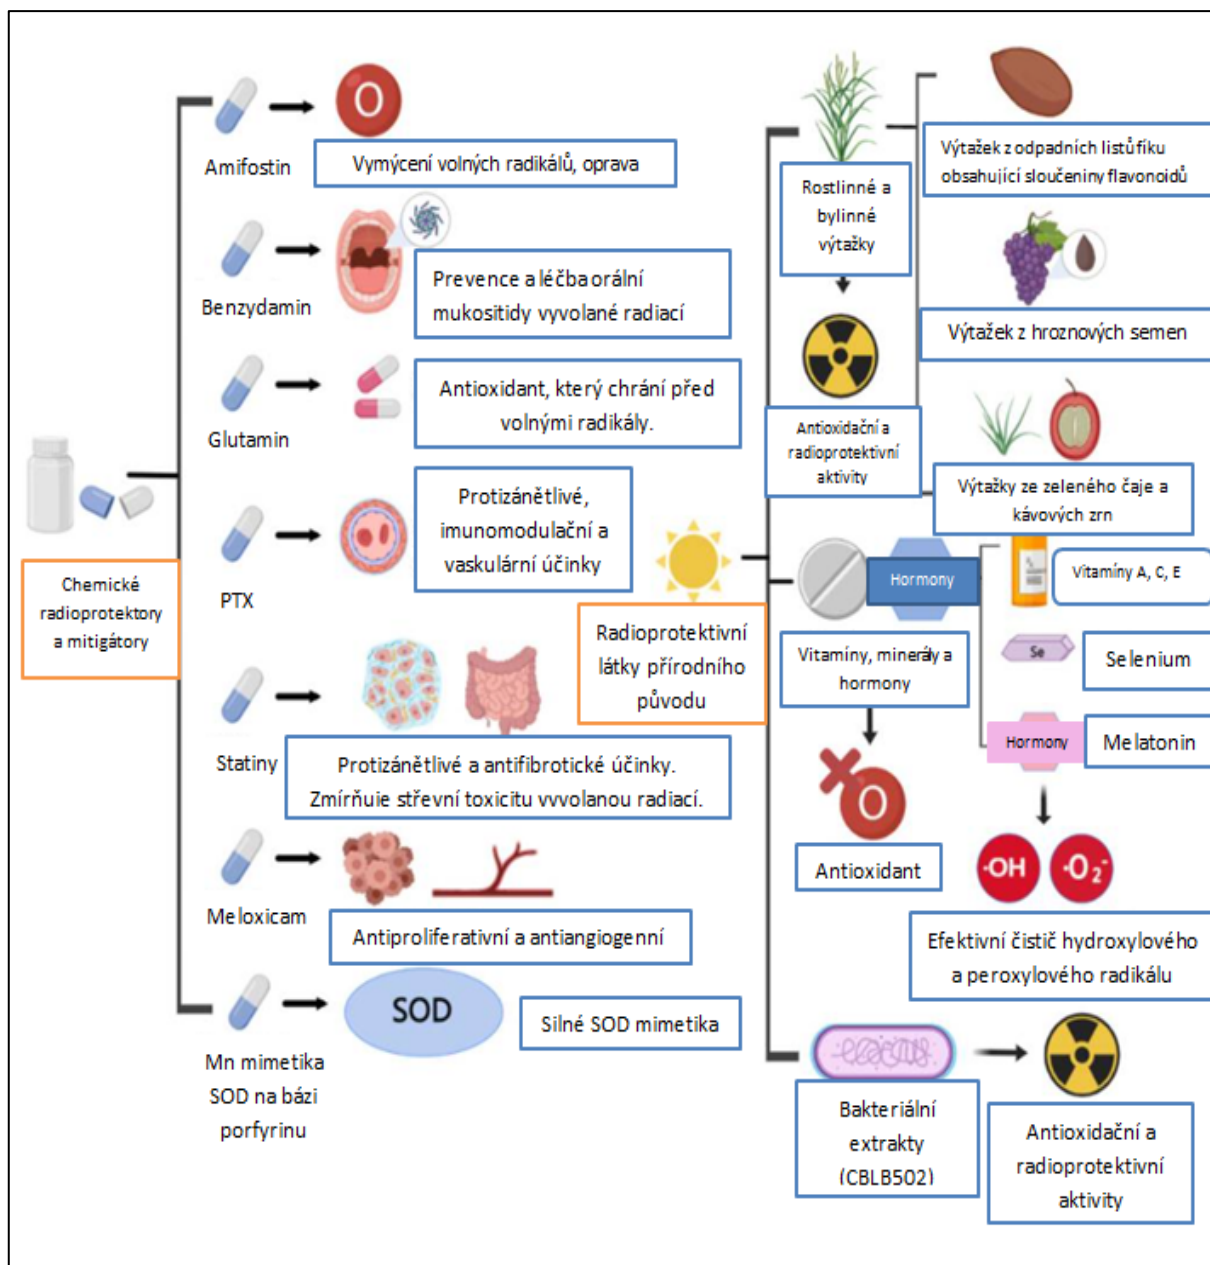 Chemické
radioprotektory
a mitigátory
Amifostin
O
Vymýcení volných radikálů, oprava
Benzydamin
Prevence a léčba orální
mukositidy vyvolané radiací
Glutamin
Antioxidant, který chrání před
volnými radikály.
PTX
Protizánětlivé,
imunomodulační a
vaskulární účinky
Statiny
Protizánětlivé a antifibrotické účinky.
Zmírňuje střevní toxicitu vyvolanou radiací.
Meloxicam
Antiproliferativní a antiangiogenní
Mn mimetika
SOD na bázi
porfyrinu
SOD
Silné SOD mimetika
Radioprotektivní
látky přírodního
původu
Rostlinné a
bylinné
výtažky
Antioxidační a
radioprotektivní
aktivity
Výtažek z odpadních listů fíku
obsahující sloučeniny flavonoidů
Výtažek z hroznových semen
Výtažky ze zeleného čaje a
kávových zrn
Hormony
Vitamíny, minerály a
hormony
O
Antioxidant
Vitamíny A, C, E
Se
Selenium
Hormony
Melatonin
·OH
·O₂⁻
Efektivní čistič hydroxylového
a peroxylového radikálu
Bakteriální
extrakty
(CBLB502)
Antioxidační a
radioprotektivní
aktivity